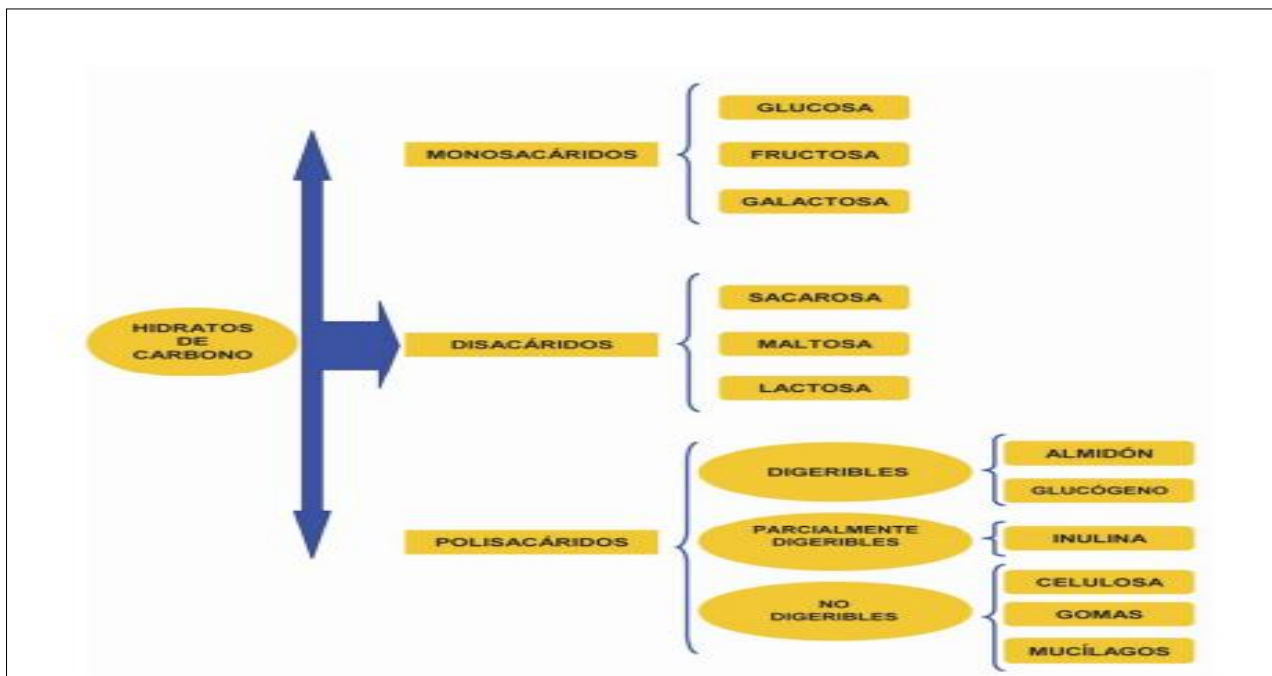 HIDRATOS
DE
CARBONO
MONOSACÁRIDOS
GLUCOSA
FRUCTOSA
GALACTOSA
DISACÁRIDOS
SACAROSA
MALTOSA
LACTOSA
POLISACÁRIDOS
DIGERIBLES
ALMIDÓN
GLUCÓGENO
PARCIALMENTE
DIGERIBLES
INULINA
NO
DIGERIBLES
CELULOSA
GOMAS
MUCÍLAGOS